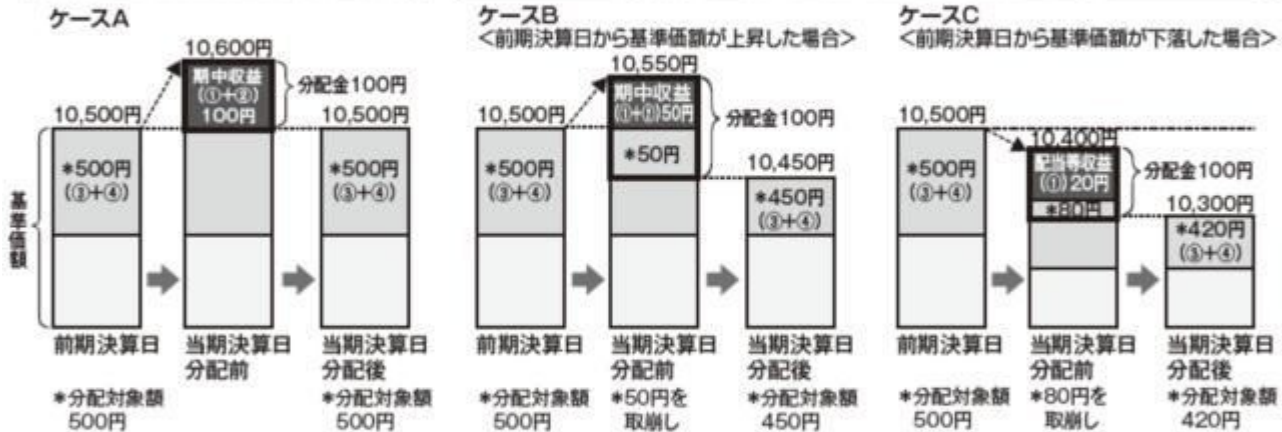 ケースA
10,600円
期中収益
(①+②)
100円
分配金100円
10,500円
10,500円
*500円
(③+④)
*500円
(③+④)
基準価額
前期決算日
当期決算日
分配前
当期決算日
分配後
*分配対象額
500円
*分配対象額
500円
ケースB
<前期決算日から基準価額が上昇した場合>
10,550円
期中収益
(①+②)50円
分配金100円
10,500円
*500円
(③+④)
*50円
10,450円
*450円
(③+④)
前期決算日
当期決算日
分配前
当期決算日
分配後
*分配対象額
500円
*50円を
取崩し
*分配対象額
450円
ケースC
<前期決算日から基準価額が下落した場合>
10,500円
10,400円
*500円
(③+④)
配当等収益
(①)20円
*80円
分配金100円
10,300円
*420円
(③+④)
前期決算日
当期決算日
分配前
当期決算日
分配後
*分配対象額
500円
*80円を
取崩し
*分配対象額
420円